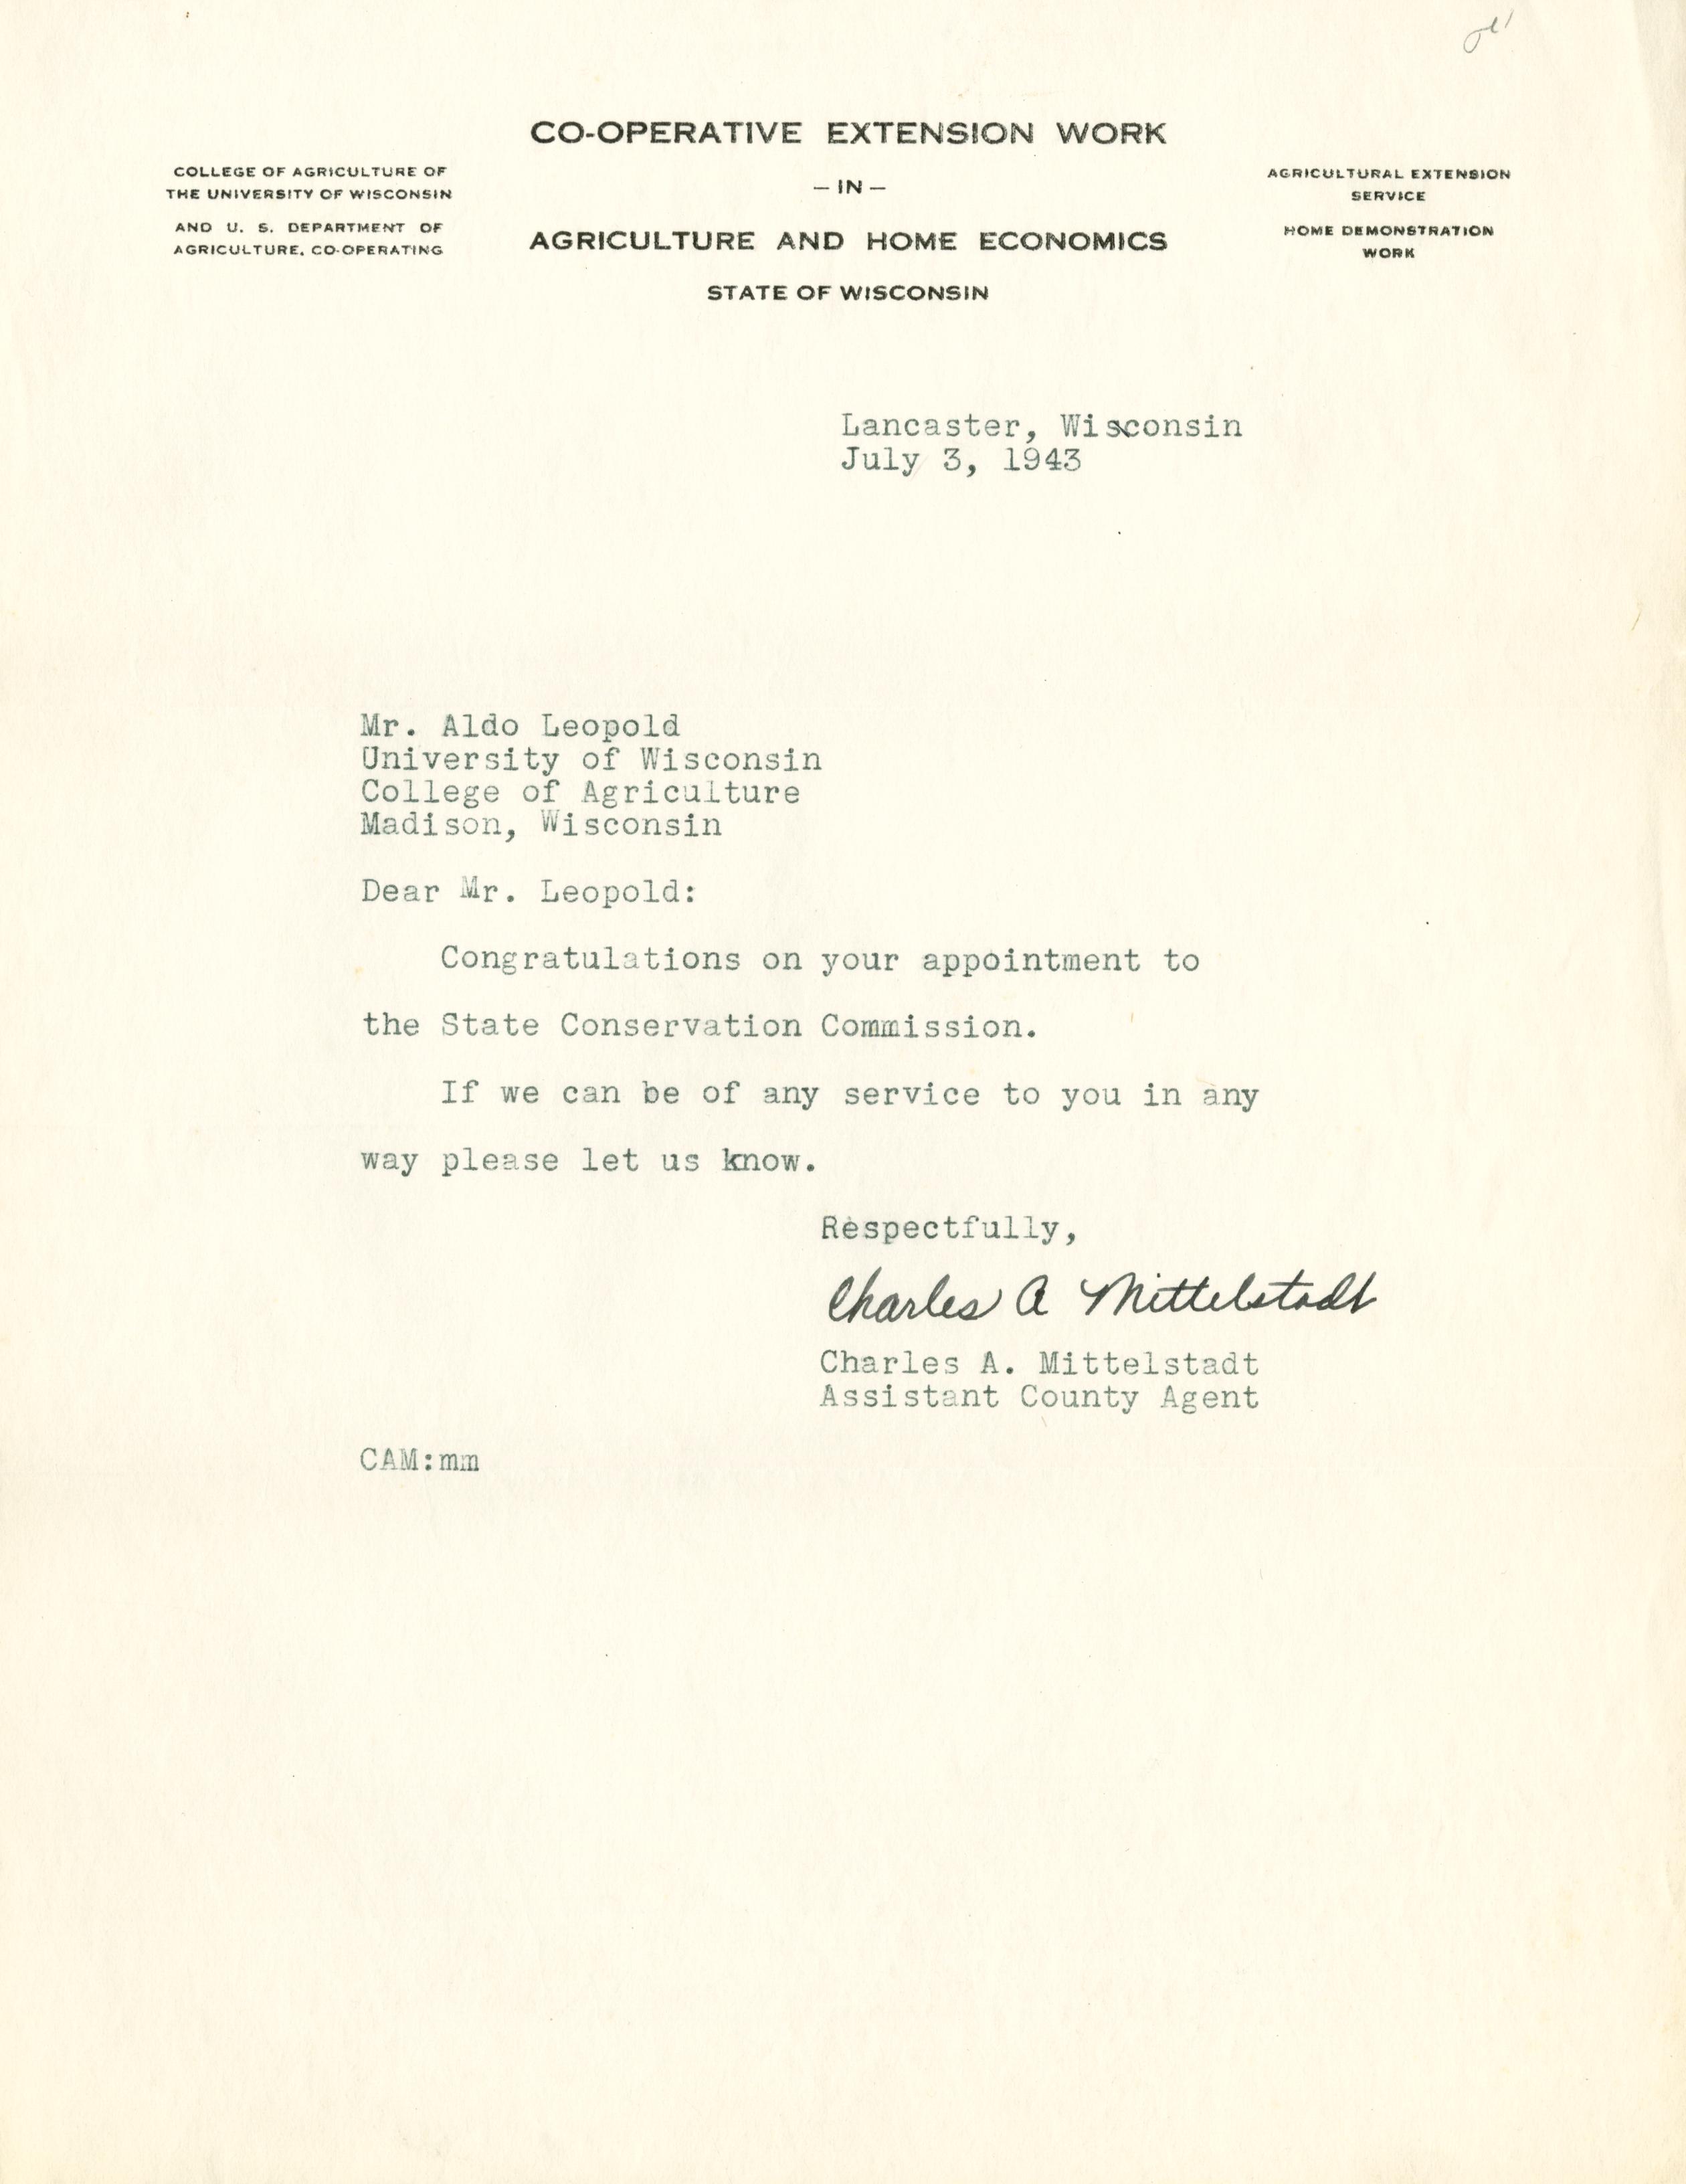 CO-OPERATIVE EXTENSION WORK
— IN —
AGRICULTURE AND HOME ECONOMICS
STATE OF WISCONSIN
COLLEGE OF AGRICULTURE OF
THE UNIVERSITY OF WISCONSIN
AND U. S. DEPARTMENT OF
AGRICULTURE, CO-OPERATING
AGRICULTURAL EXTENSION
SERVICE
HOME DEMONSTRATION
WORK
Lancaster, Wisconsin
July 3, 1943
Mr. Aldo Leopold
University of Wisconsin
College of Agriculture
Madison, Wisconsin
Dear Mr. Leopold:
Congratulations on your appointment to
the State Conservation Commission.
If we can be of any service to you in any
way please let us know.
Respectfully,
Charles A Mittelstadt
Charles A. Mittelstadt
Assistant County Agent
CAM:mm